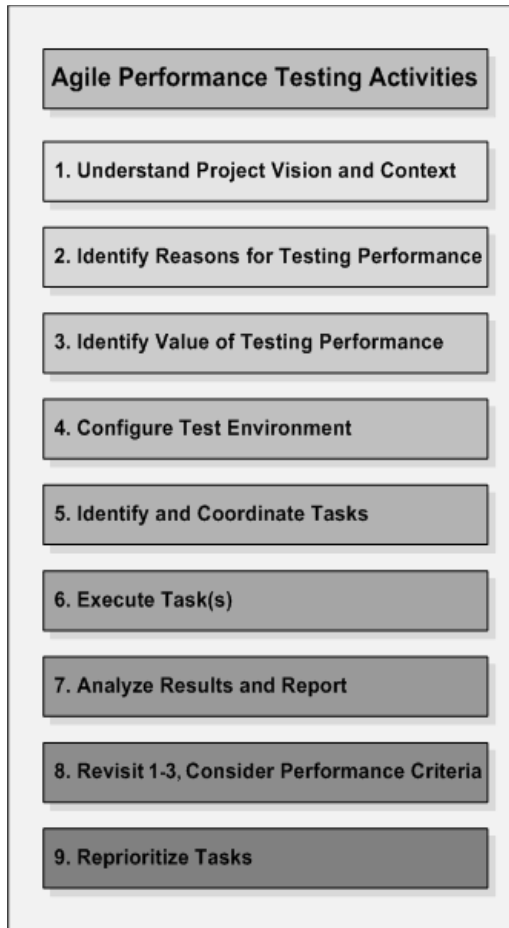 Agile Performance Testing Activities
1. Understand Project Vision and Context
2. Identify Reasons for Testing Performance
3. Identify Value of Testing Performance
4. Configure Test Environment
5. Identify and Coordinate Tasks
6. Execute Task(s)
7. Analyze Results and Report
8. Revisit 1-3, Consider Performance Criteria
9. Reprioritize Tasks